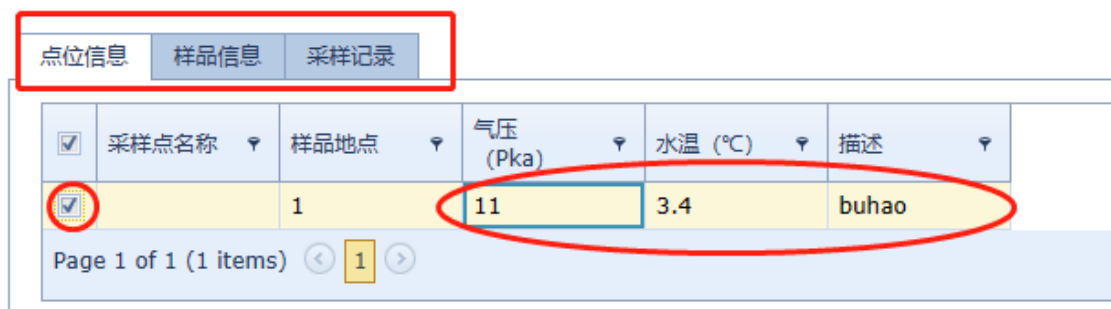 点位信息 样品信息 采样记录
采样点名称 样品地点 气压 (Pka) 水温 (℃) 描述
1 11 3.4 buhao
Page 1 of 1 (1 items) 1